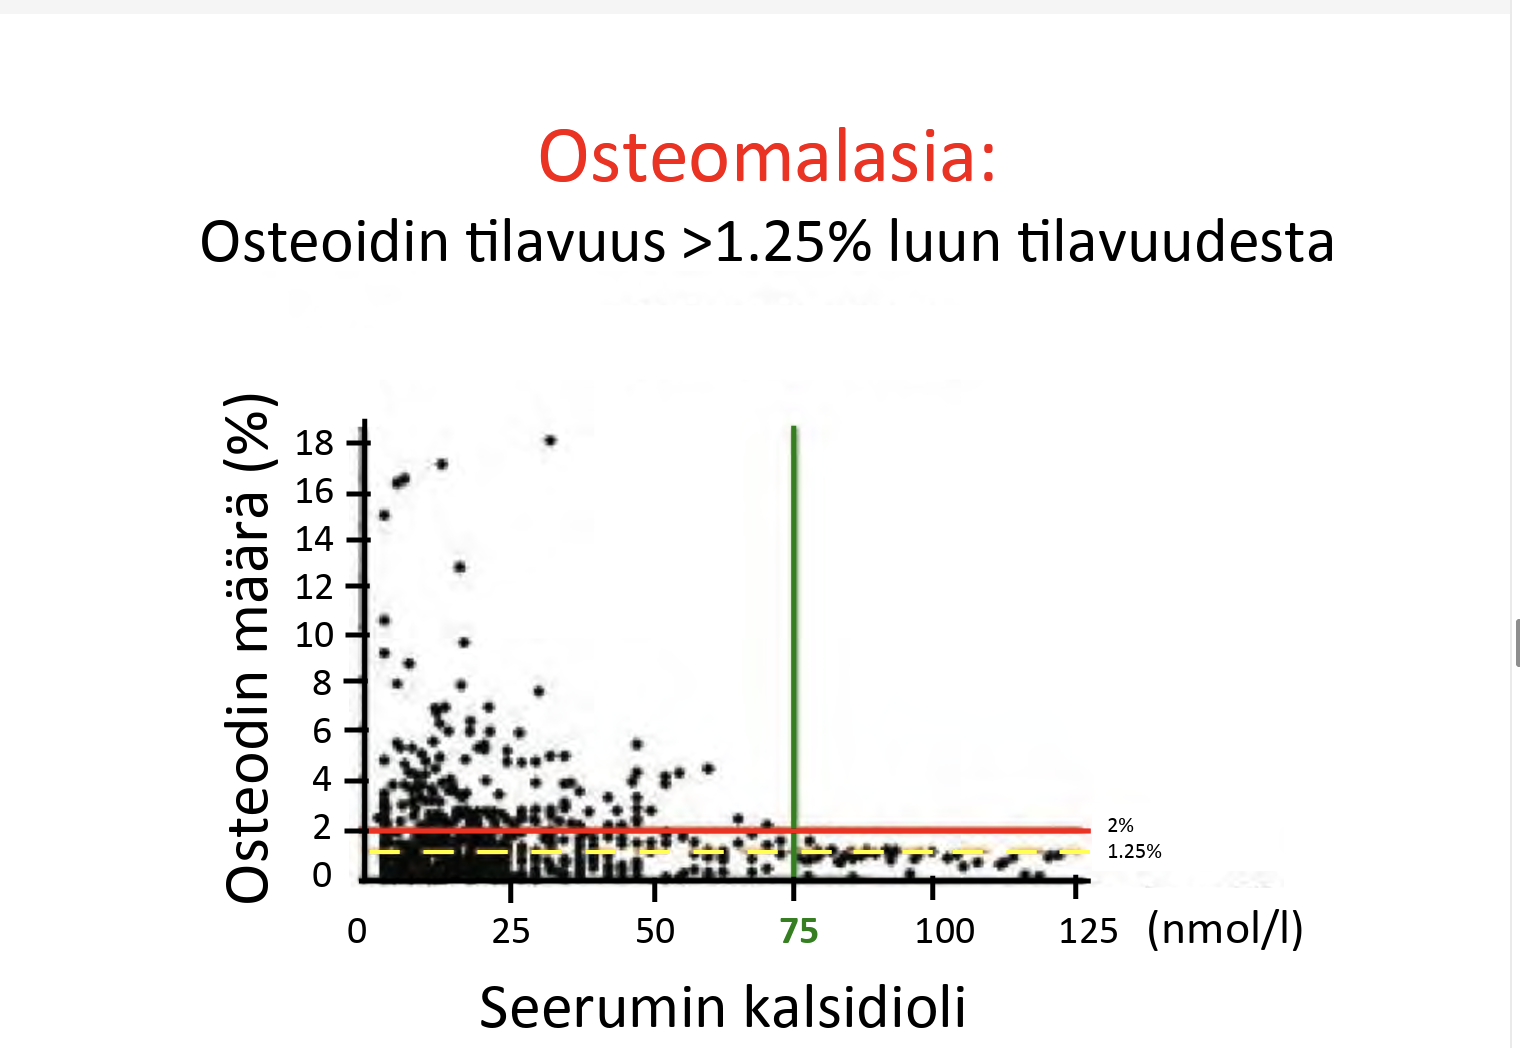 Osteomalasia:
Osteoidin tilavuus >1.25% luun tilavuudesta
Osteodin määrä (%)
18
16
14
12
10
8
6
4
2
0
2%
1.25%
0 25 50 75 100 125 (nmol/l)
Seerumin kalsidioli